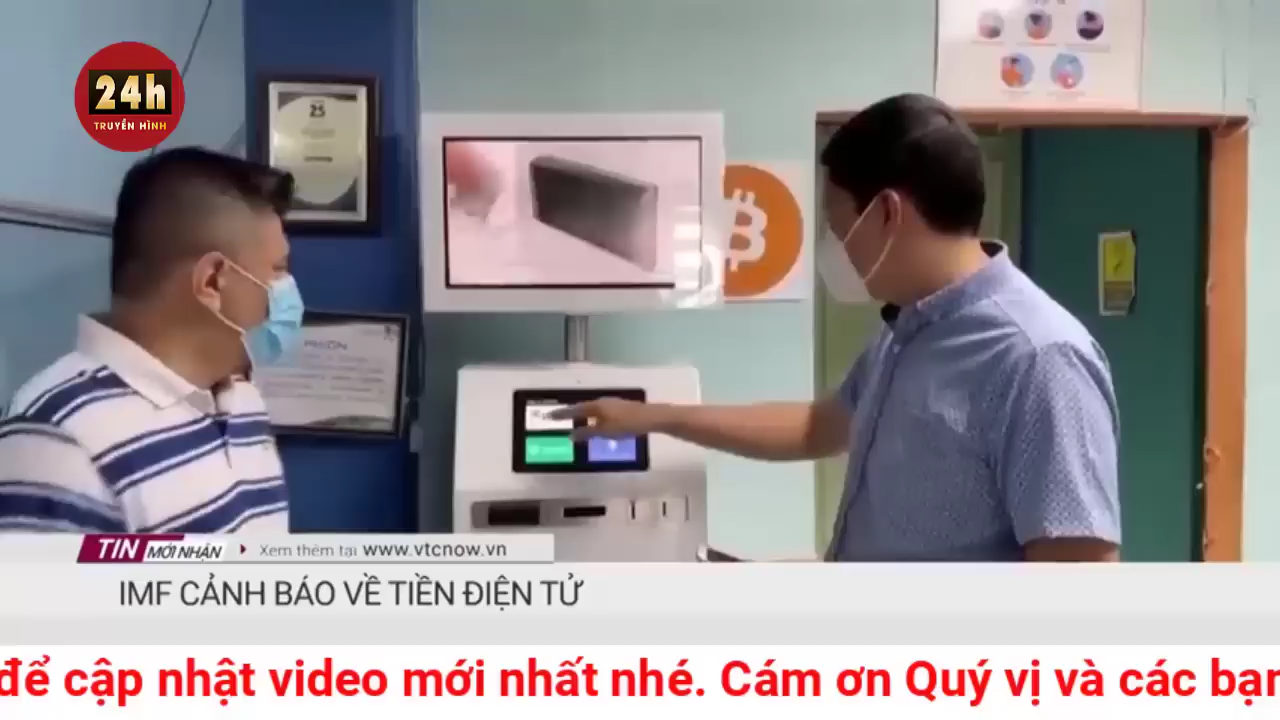 24h
TRUYỀN HÌNH
25
TIN MỚI NHẬN
Xem thêm tại www.vtcnow.vn
IMF CẢNH BÁO VỀ TIỀN ĐIỆN TỬ
để cập nhật video mới nhất nhé. Cám ơn Quý vị và các bạn